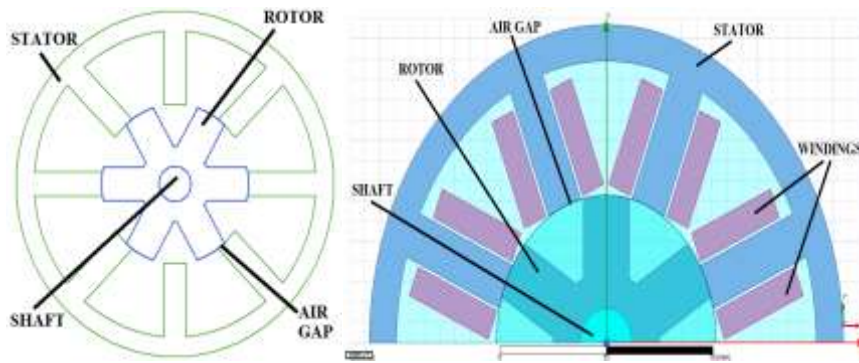 ROTOR
STATOR
SHAFT
AIR
GAP
AIR GAP
STATOR
ROTOR
WINDINGS
SHAFT